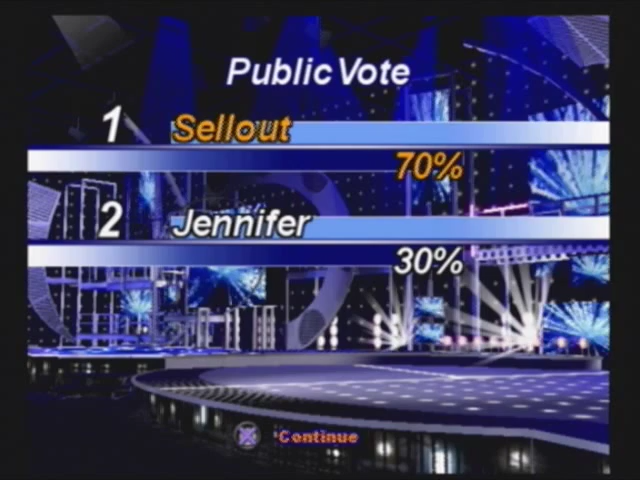 Public Vote
1 Sellout
70%
2 Jennifer
30%
Continue